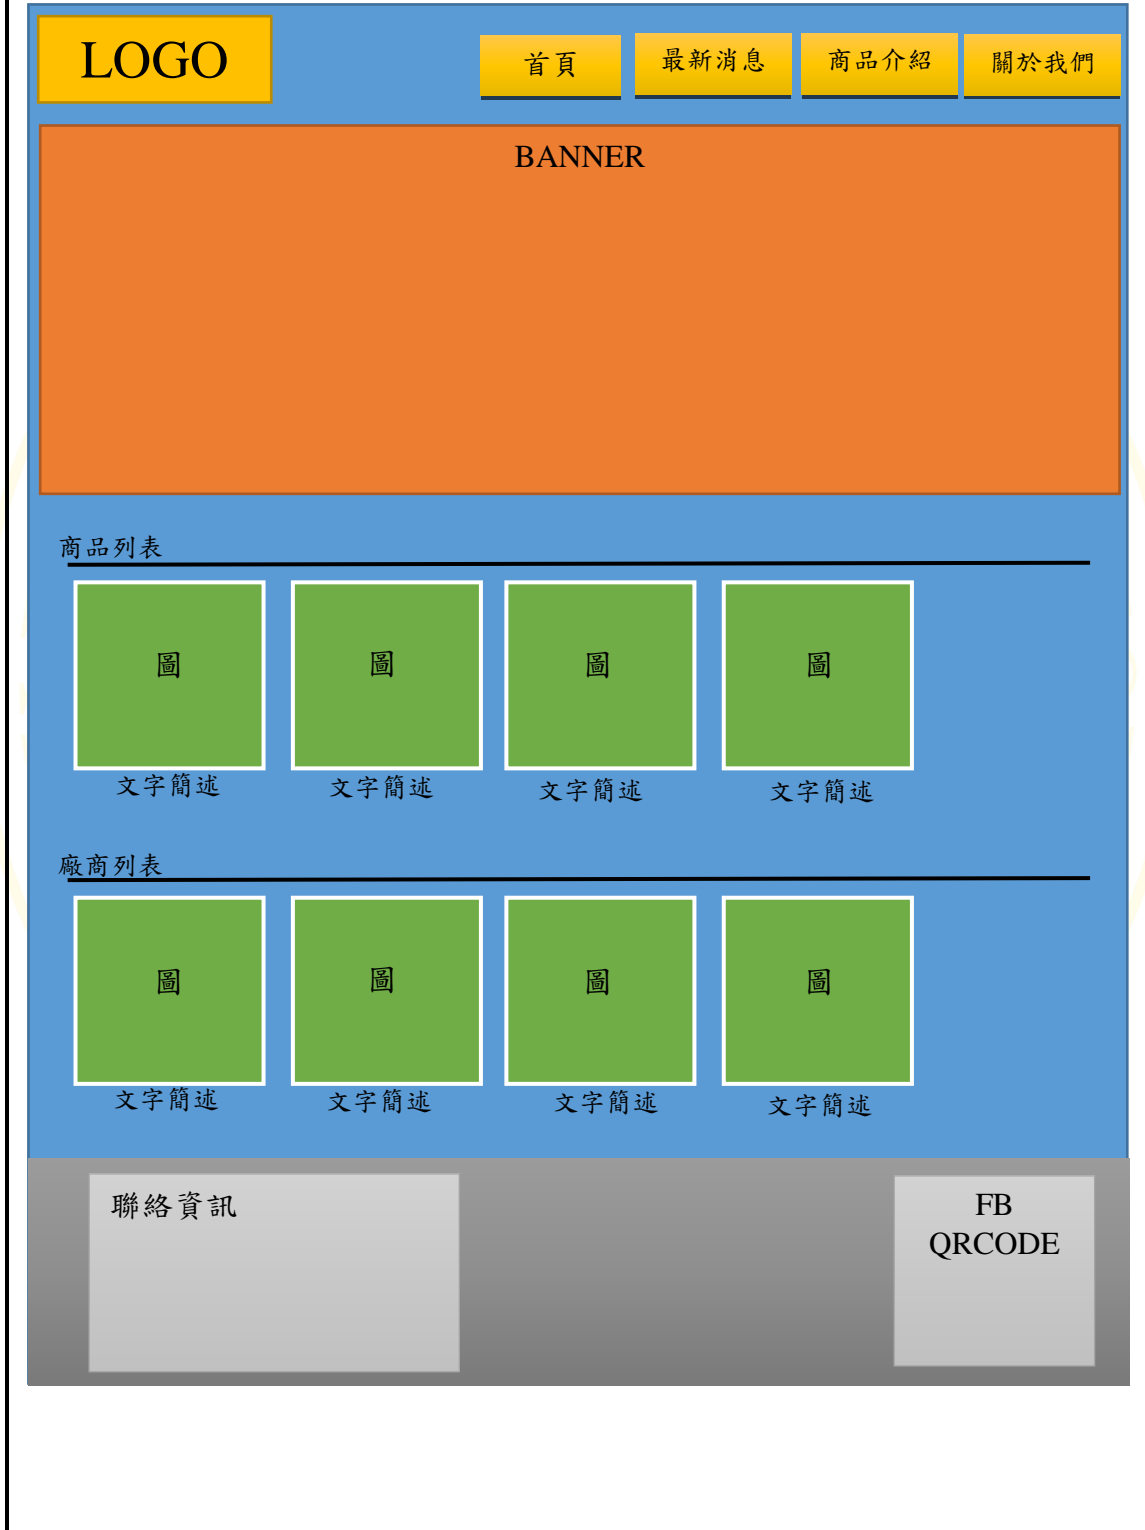 LOGO
首頁
最新消息
商品介紹
關於我們
BANNER
商品列表
圖
圖
圖
圖
文字簡述
文字簡述
文字簡述
文字簡述
廠商列表
圖
圖
圖
圖
文字簡述
文字簡述
文字簡述
文字簡述
聯絡資訊
FB
QRCODE